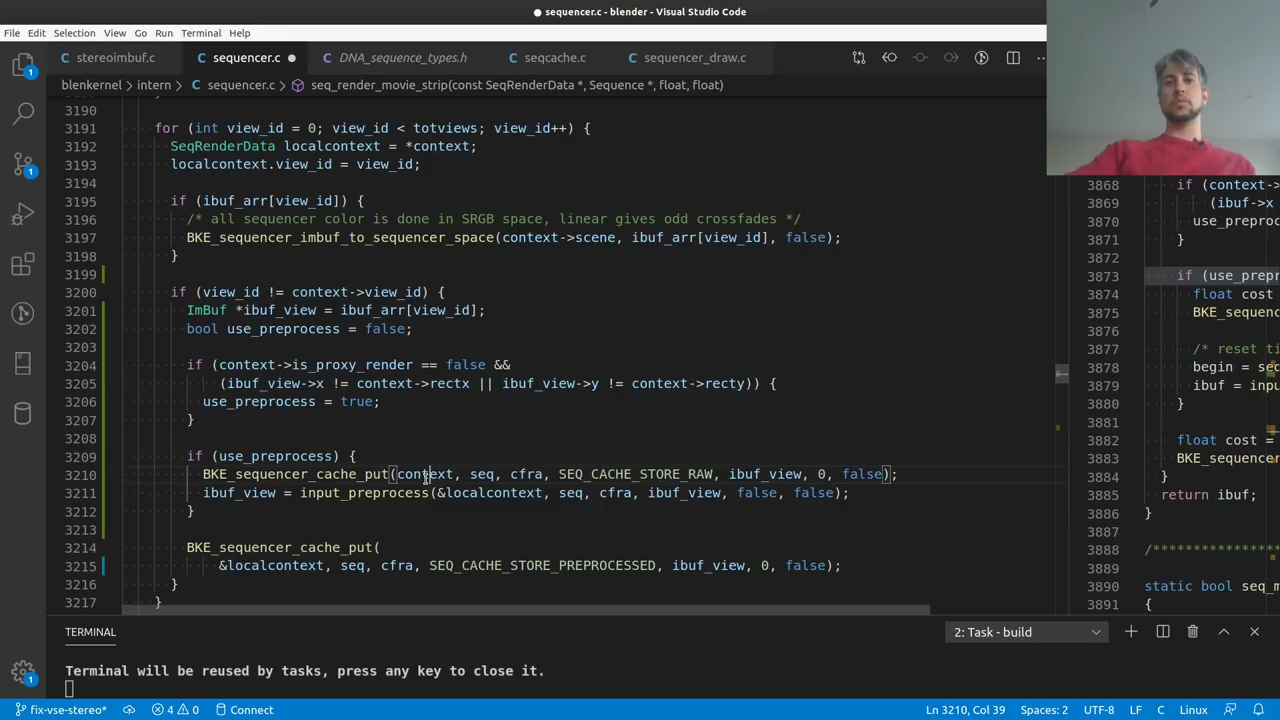 sequencer.c - blender - Visual Studio Code
File Edit Selection View Go Run Terminal Help
stereoimbuf.c sequencer.c DNA_sequence_types.h seqcache.c sequencer_draw.c
blenkernel intern sequencer.c seq_render_movie_strip(const SeqRenderData *, Sequence *, float, float)
3190
3191 for (int view_id = 0; view_id < totviews; view_id++) {
3192 SeqRenderData localcontext = *context;
3193 localcontext.view_id = view_id;
3194
3195 if (ibuf_arr[view_id]) {
3196 /* all sequencer color is done in SRGB space, linear gives odd crossfades */
3197 BKE_sequencer_imbuf_to_sequencer_space(context->scene, ibuf_arr[view_id], false);
3198 }
3199
3200 if (view_id != context->view_id) {
3201 ImBuf *ibuf_view = ibuf_arr[view_id];
3202 bool use_preprocess = false;
3203
3204 if (context->is_proxy_render == false &&
3205 (ibuf_view->x != context->rectx || ibuf_view->y != context->recty)) {
3206 use_preprocess = true;
3207 }
3208
3209 if (use_preprocess) {
3210 BKE_sequencer_cache_put(context, seq, cfra, SEQ_CACHE_STORE_RAW, ibuf_view, 0, false);
3211 ibuf_view = input_preprocess(&localcontext, seq, cfra, ibuf_view, false, false);
3212 }
3213
3214 BKE_sequencer_cache_put(
3215 &localcontext, seq, cfra, SEQ_CACHE_STORE_PREPROCESSED, ibuf_view, 0, false);
3216 }
3217 }
3868 if (context-
3869 (ibuf->x
3870 use_preproc
3871 }
3872
3873 if (use_prepr
3874 float cost
3875 BKE_sequenc
3876
3877 /* reset ti
3878 begin = sec
3879 ibuf = inpu
3880 }
3881
3882 float cost =
3883 BKE_sequencer
3884 }
3885 return ibuf;
3886 }
3887
3888 /***************
3889
3890 static bool seq_m
3891 {
TERMINAL 2: Task - build
Terminal will be reused by tasks, press any key to close it.
fix-vse-stereo* 4 0 Connect Ln 3210, Col 39 Spaces: 2 UTF-8 LF C Linux